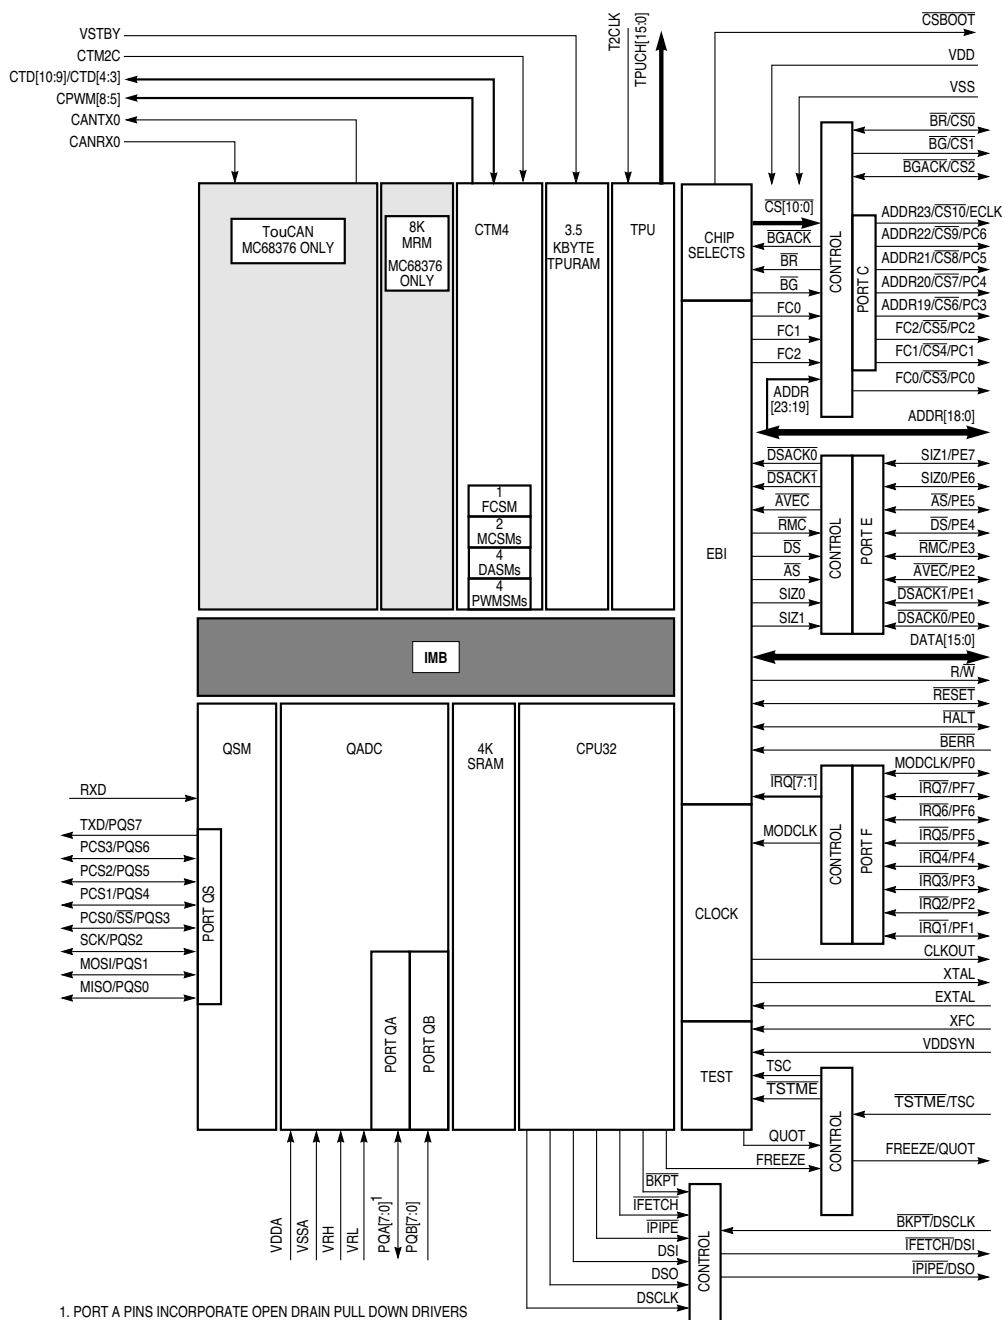 VSTBY
CTM2C
CTD[10:9]/CTD[4:3]
CPWM[8:5]
CANTX0
CANRX0
T2CLK
TPUCH[15:0]
CSBOOT
VDD
VSS
BR/CS0
BG/CS1
BGACK/CS2
ADDR23/CS10/ECLK
ADDR22/CS9/PC6
ADDR21/CS8/PC5
ADDR20/CS7/PC4
ADDR19/CS6/PC3
FC2/CS5/PC2
FC1/CS4/PC1
FC0/CS3/PC0
CONTROL
PORT C
TouCAN
MC68376 ONLY
8K
MRM
MC68376
ONLY
CTM4
3.5
KBYTE
TPURAM
TPU
CHIP
SELECTS
CS[10:0]
BGACK
BR
BG
FC0
FC1
FC2
ADDR
[23:19]
ADDR[18:0]
1
FCSM
2
MCSMs
4
DASMs
4
PWMSMs
EBI
DSACK0
DSACK1
AVEC
RMC
DS
AS
SIZ0
SIZ1
CONTROL
PORT E
SIZ1/PE7
SIZ0/PE6
AS/PE5
DS/PE4
RMC/PE3
AVEC/PE2
DSACK1/PE1
DSACK0/PE0
DATA[15:0]
R/W
RESET
HALT
BERR
IMB
QSM
QADC
4K
SRAM
CPU32
RXD
TXD/PQS7
PCS3/PQS6
PCS2/PQS5
PCS1/PQS4
PCS0/SS/PQS3
SCK/PQS2
MOSI/PQS1
MISO/PQS0
PORT QS
PORT QA
PORT QB
IRQ[7:1]
MODCLK
CONTROL
PORT F
MODCLK/PF0
IRQ7/PF7
IRQ6/PF6
IRQ5/PF5
IRQ4/PF4
IRQ3/PF3
IRQ2/PF2
IRQ1/PF1
CLOCK
CLKOUT
XTAL
EXTAL
XFC
VDDSYN
TEST
TSC
TSTME
QUOT
FREEZE
CONTROL
TSTME/TSC
FREEZE/QUOT
VDDA
VSSA
VRH
VRL
PQA[7:0]1
PQB[7:0]
BKPT
IFETCH
IPIPE
DSI
DSO
DSCLK
CONTROL
BKPT/DSCLK
IFETCH/DSI
IPIPE/DSO
1. PORT A PINS INCORPORATE OPEN DRAIN PULL DOWN DRIVERS